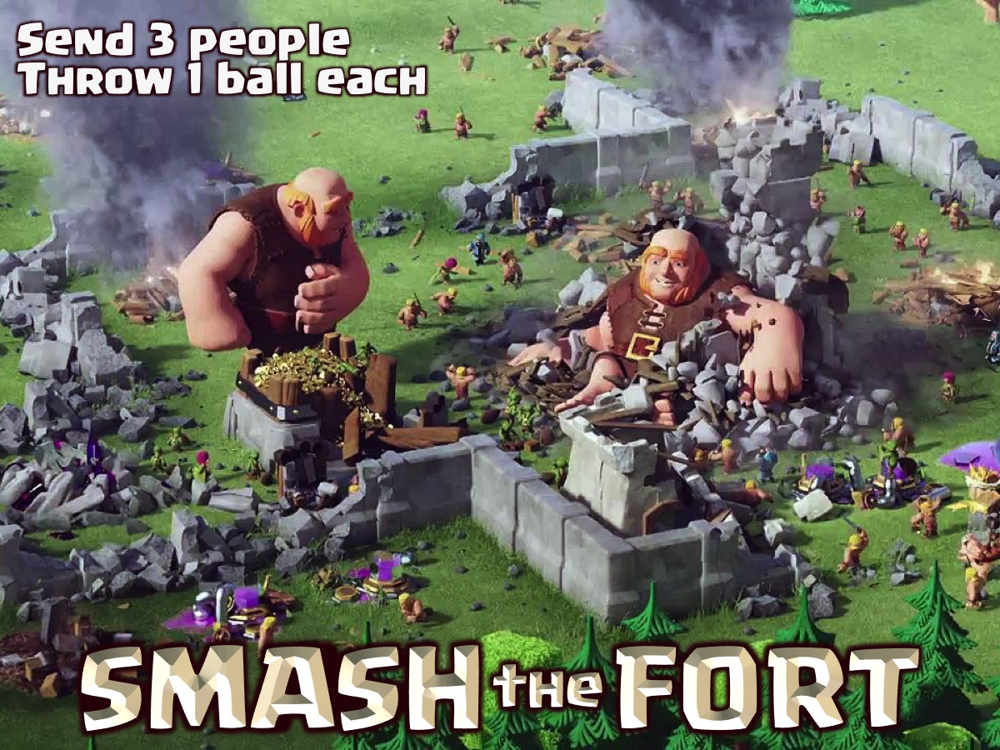 Send 3 people
Throw 1 ball each
SMASH the FORT